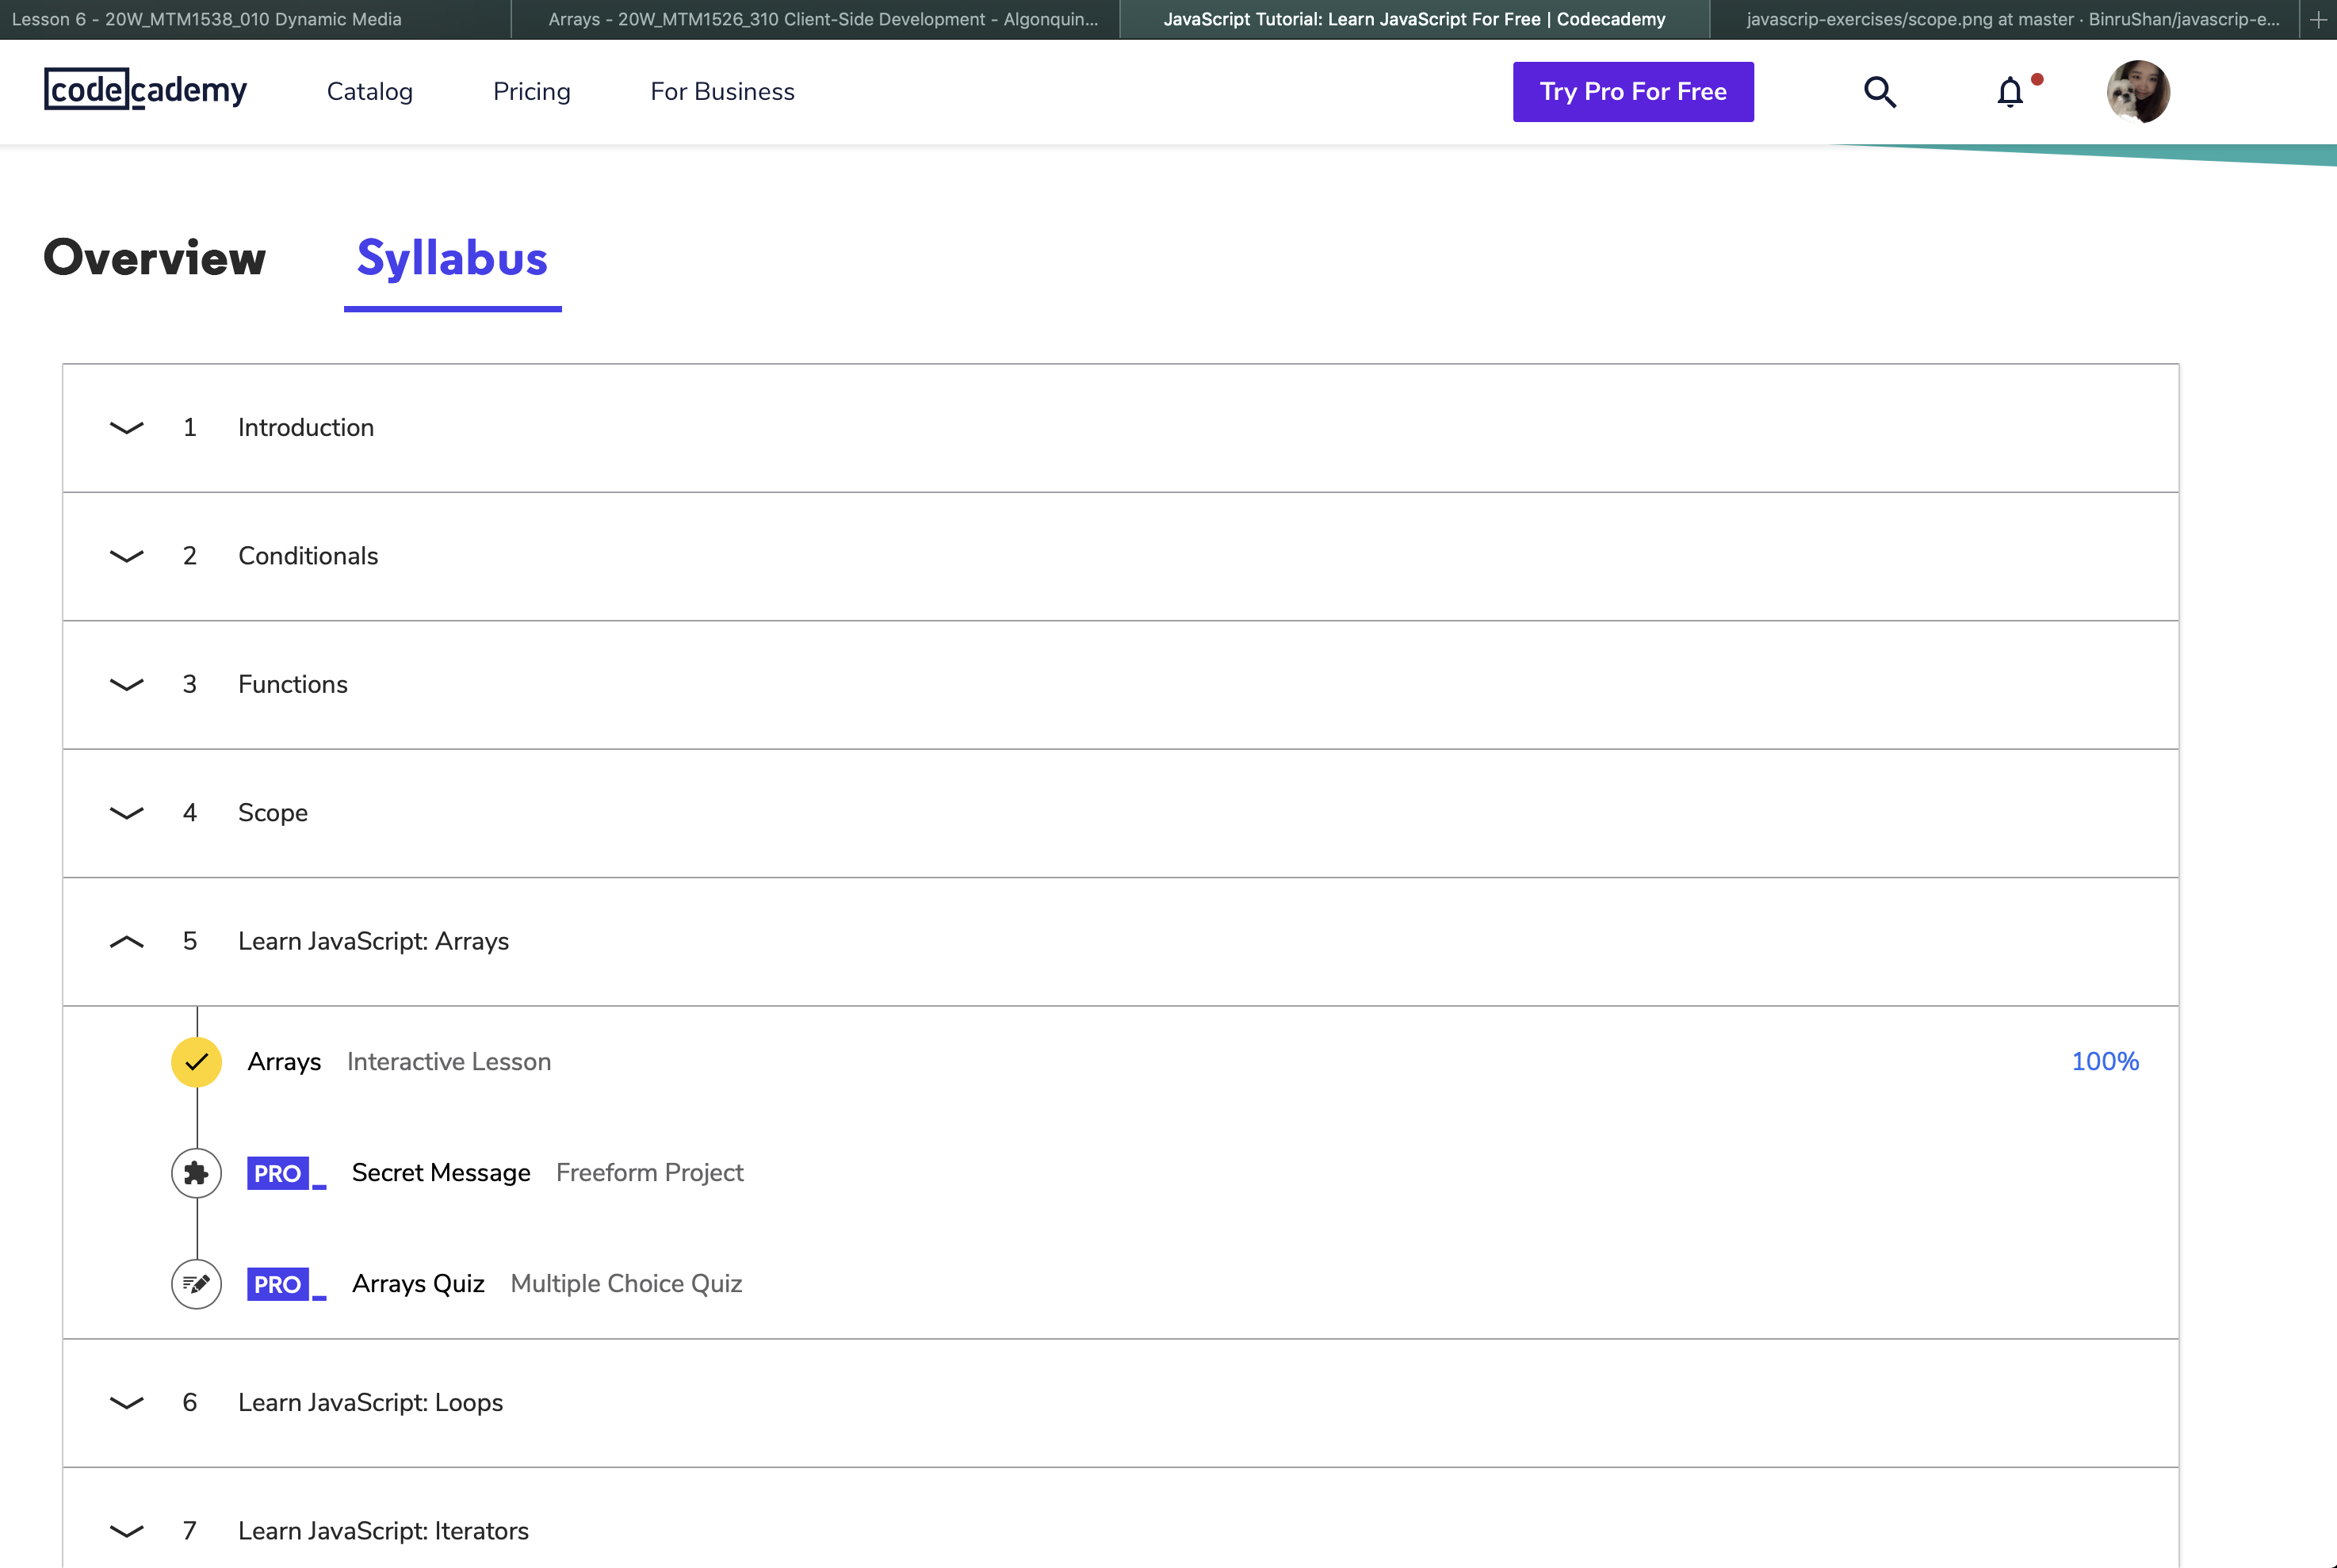 Lesson 6 - 20W_MTM1538_010 Dynamic Media
Arrays - 20W_MTM1526_310 Client-Side Development - Algonquin...
JavaScript Tutorial: Learn JavaScript For Free | Codecademy
javascrip-exercises/scope.png at master · BinruShan/javascrip-e...
codecademy
Catalog
Pricing
For Business
Try Pro For Free
Overview
Syllabus
1 Introduction
2 Conditionals
3 Functions
4 Scope
5 Learn JavaScript: Arrays
Arrays Interactive Lesson 100%
PRO_ Secret Message Freeform Project
PRO_ Arrays Quiz Multiple Choice Quiz
6 Learn JavaScript: Loops
7 Learn JavaScript: Iterators